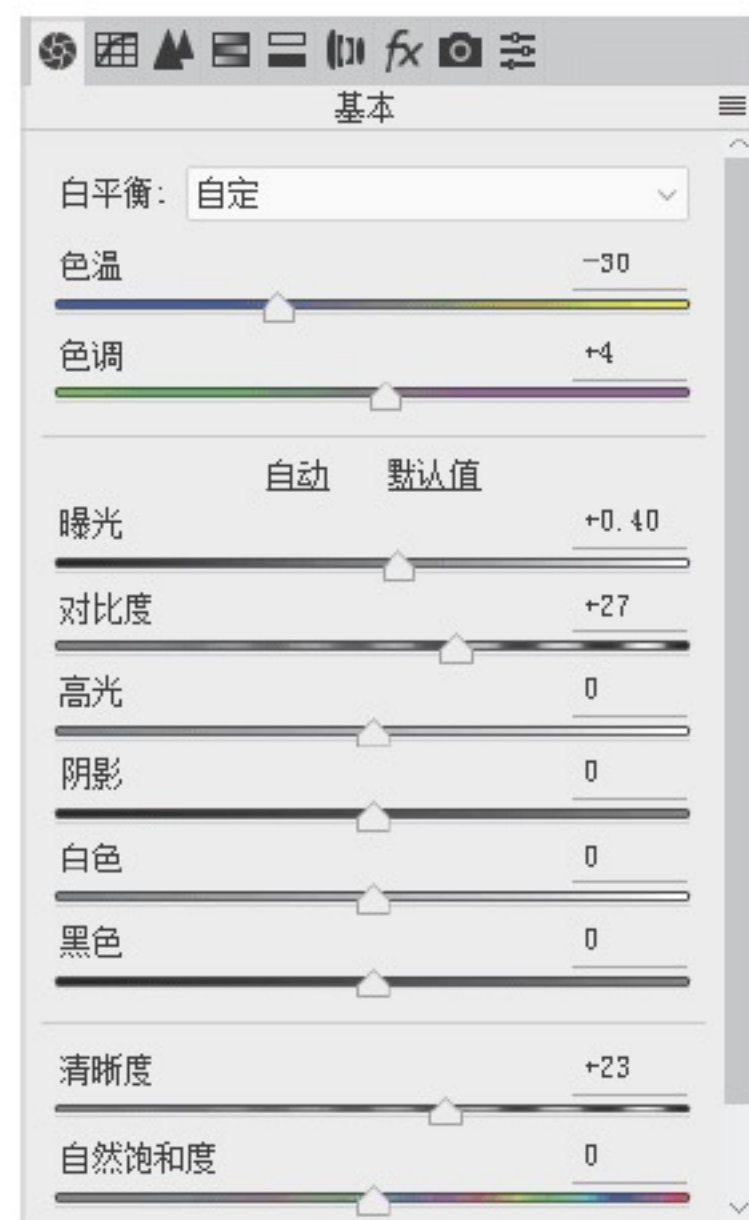 fx
基本
白平衡: 自定
色温 -30
色调 +4
自动 默认值
曝光 +0.40
对比度 +27
高光 0
阴影 0
白色 0
黑色 0
清晰度 +23
自然饱和度 0